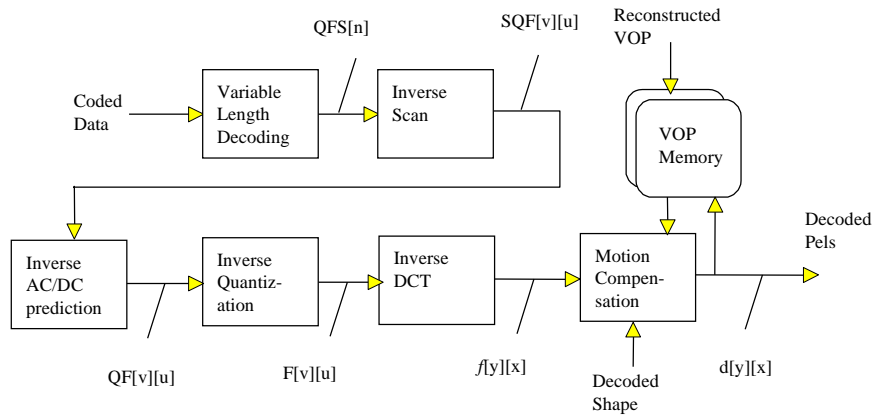 QFS[n]
SQF[v][u]
Reconstructed
VOP
Coded
Data
Variable
Length
Decoding
Inverse
Scan
VOP
Memory
Decoded
Pels
Inverse
AC/DC
prediction
Inverse
Quantiz-
ation
Inverse
DCT
Motion
Compen-
sation
QF[v][u]
F[v][u]
f[y][x]
Decoded
Shape
d[y][x]